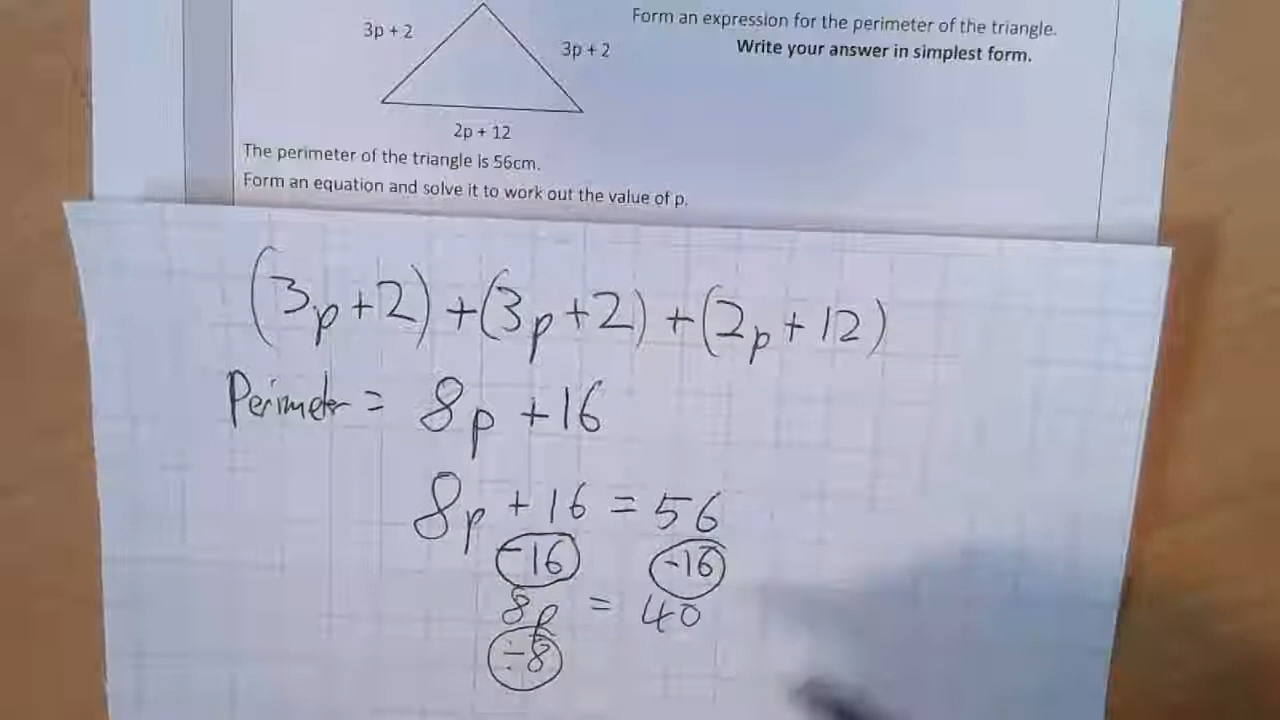 3p + 2
Form an expression for the perimeter of the triangle.
3p + 2
Write your answer in simplest form.
2p + 12
The perimeter of the triangle is 56cm.
Form an equation and solve it to work out the value of p.
(3p+2) +(3p+2) +(2p+12)
Perimeter = 8p +16
8p +16 = 56
-16 -16
8p = 40
÷8